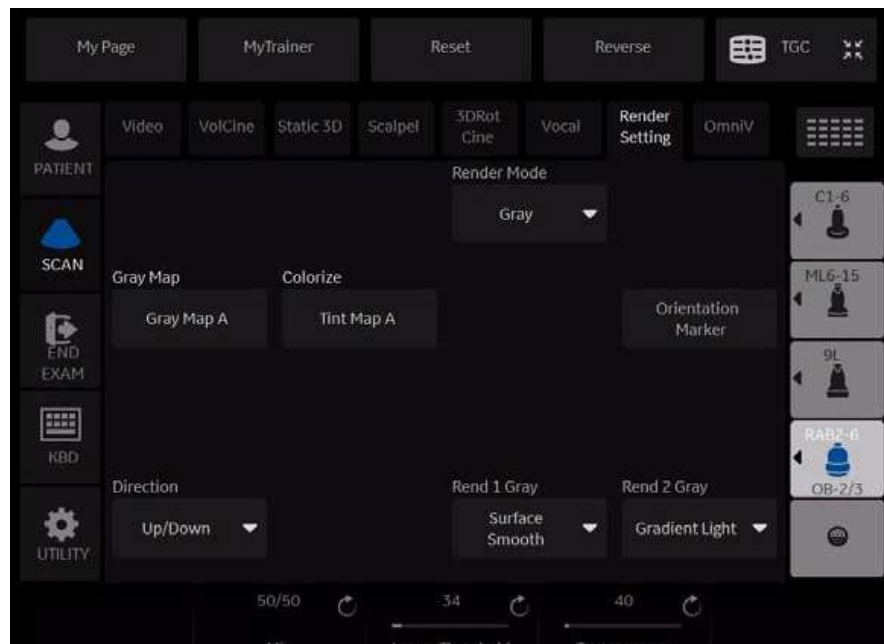 My Page
MyTrainer
Reset
Reverse
TGC
PATIENT
SCAN
END
EXAM
KBD
UTILITY
Video
VolCine
Static 3D
Scalpel
3DRot
Cine
Vocal
Render
Setting
OmniV
Render Mode
Gray
Gray Map
Gray Map A
Colorize
Tint Map A
Orientation
Marker
Direction
Up/Down
Rend 1 Gray
Surface
Smooth
Rend 2 Gray
Gradient Light
C1-6
ML6-15
9L
RAB2-6
OB-2/3
50/50
34
40